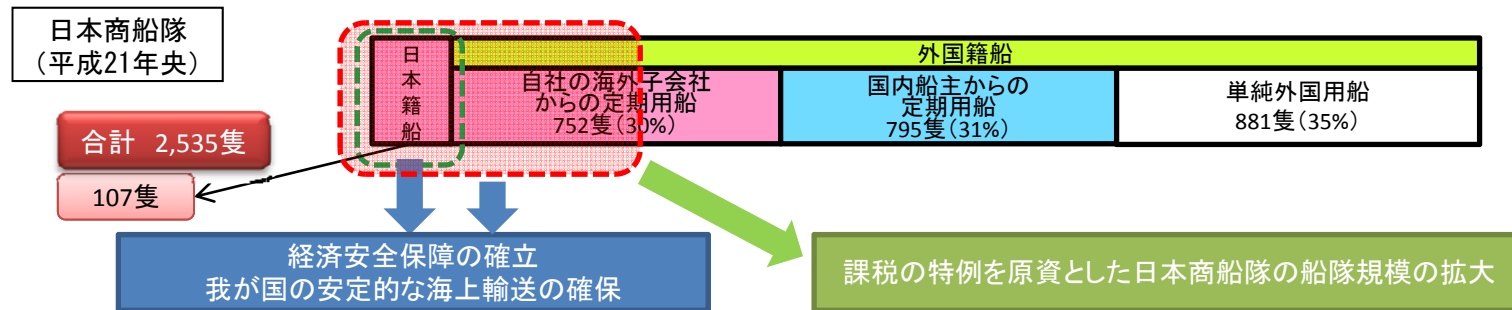 日本商船隊
（平成21年央）
合計 2,535隻
107隻
日本籍船
外国籍船
自社の海外子会社
からの定期用船
752隻（30%）
国内船主からの
定期用船
795隻（31%）
単純外国用船
881隻（35%）
経済安全保障の確立
我が国の安定的な海上輸送の確保
課税の特例を原資とした日本商船隊の船隊規模の拡大